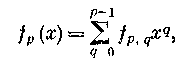 f_p (x) = \sum_{q=0}^{p-1} f_{p, q} x^q,